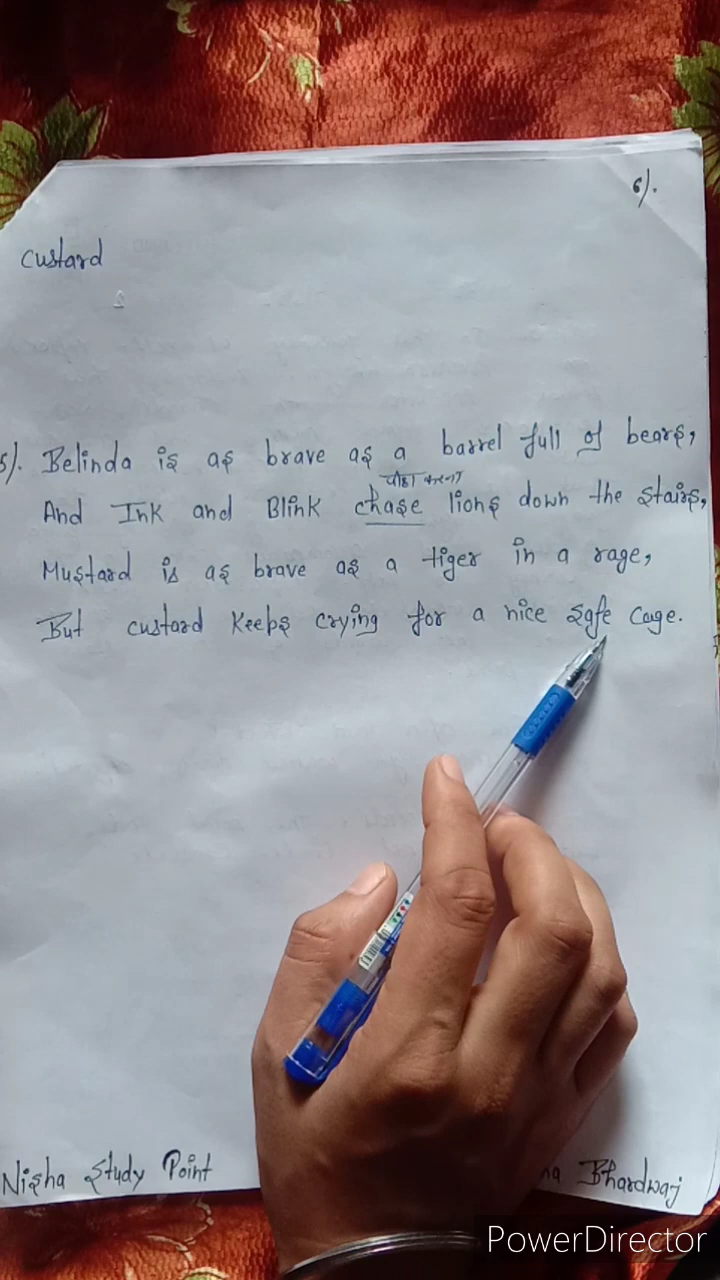 6).
Custard
5). Belinda is as brave as a barrel full of bears,
पीछा करना
And Ink and Blink chase lions down the stairs,
Mustard is as brave as a tiger in a rage,
But custard keeps crying for a nice safe cage.
Nisha Study Point
na Bhardwaj
PowerDirector